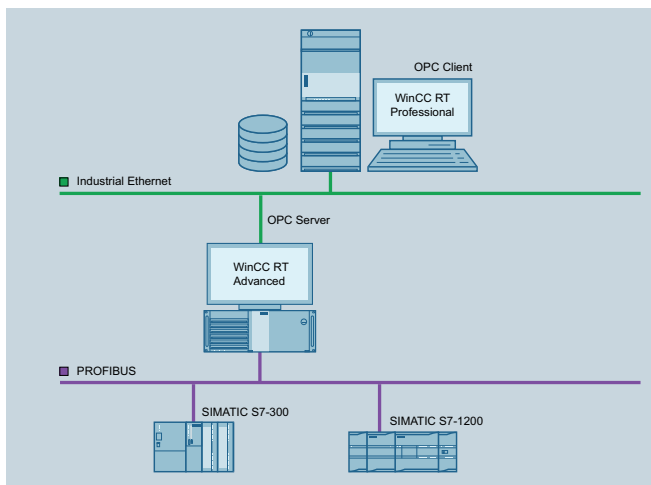 OPC Client
WinCC RT
Professional
Industrial Ethernet
OPC Server
WinCC RT
Advanced
PROFIBUS
SIMATIC S7-300
SIMATIC S7-1200